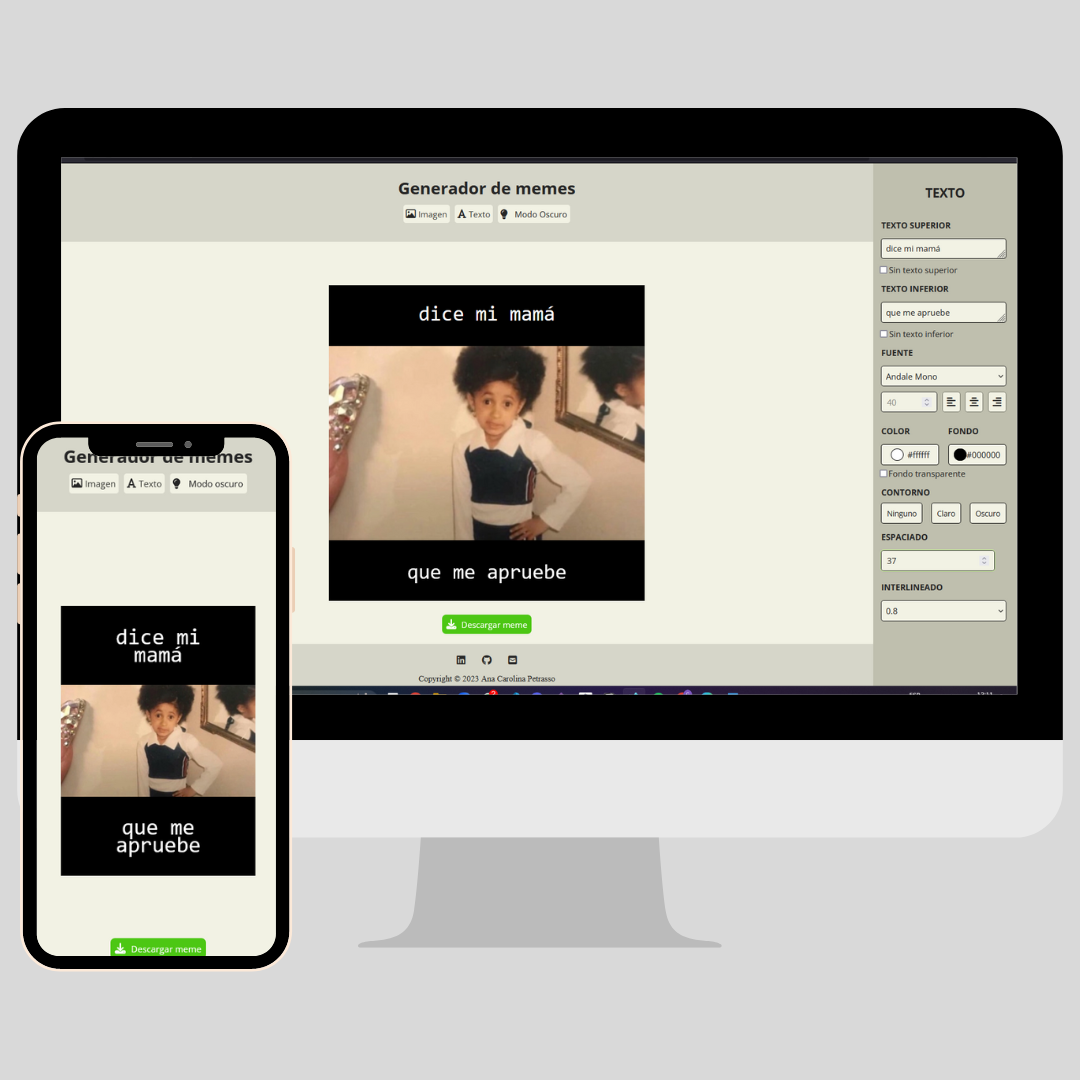 Generador de memes
Imagen
Texto
Modo Oscuro
dice mi mamá
que me apruebe
Descargar meme
Copyright © 2023 Ana Carolina Petrasso
TEXTO
TEXTO SUPERIOR
dice mi mamá
Sin texto superior
TEXTO INFERIOR
que me apruebe
Sin texto inferior
FUENTE
Andale Mono
40
COLOR
FONDO
#ffffff
#000000
Fondo transparente
CONTORNO
Ninguno
Claro
Oscuro
ESPACIADO
37
INTERLINEADO
0.8
Generador de memes
Imagen
Texto
Modo oscuro
dice mi
mamá
que me
apruebe
Descargar meme